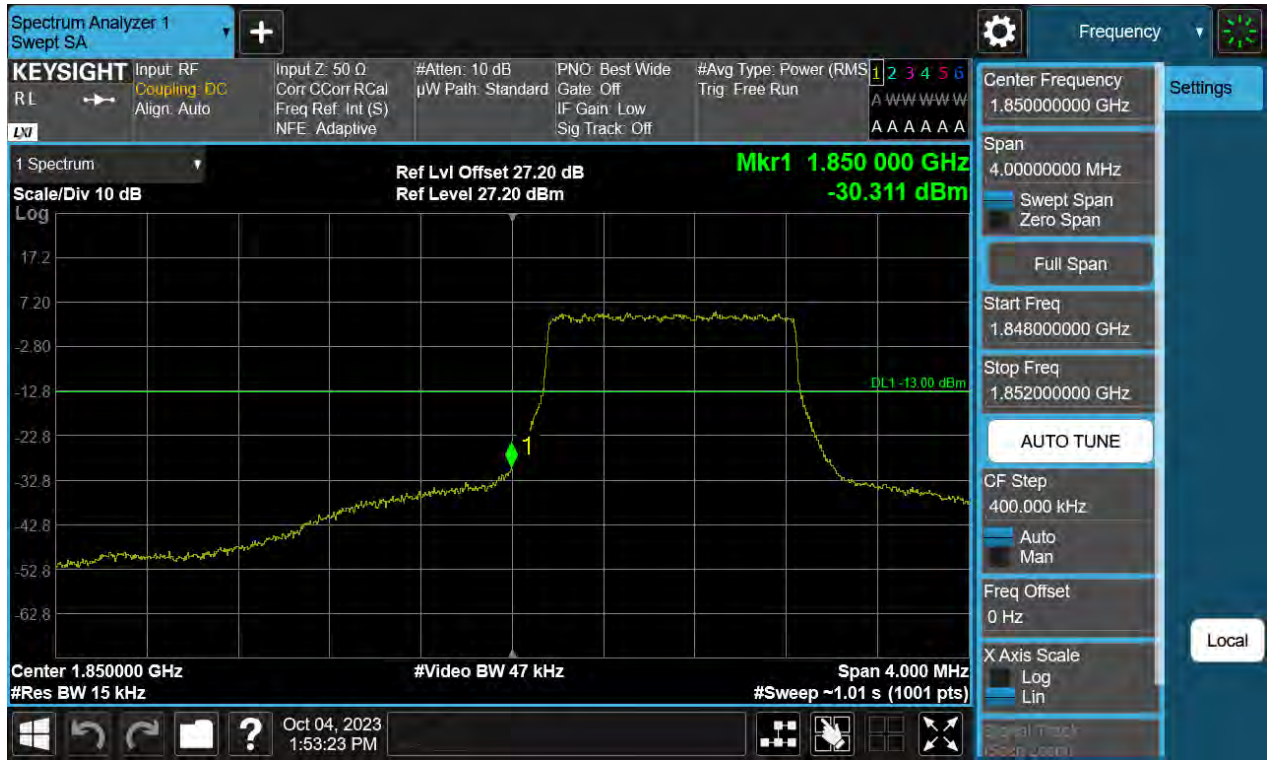 Spectrum Analyzer 1
Swept SA
+
Frequency
KEYSIGHT
RL
LXI
Input: RF
Coupling: DC
Align: Auto
Input Z: 50 Ω
Corr CCorr RCal
Freq Ref: Int (S)
NFE: Adaptive
#Atten: 10 dB
µW Path: Standard
PNO: Best Wide
Gate: Off
IF Gain: Low
Sig Track: Off
#Avg Type: Power (RMS
Trig: Free Run
1 2 3 4 5 6
A W W W W W
A A A A A A
1 Spectrum
Scale/Div 10 dB
Ref Lvl Offset 27.20 dB
Ref Level 27.20 dBm
Mkr1 1.850 000 GHz
-30.311 dBm
Log
17.2
7.20
-2.80
-12.8
-22.8
-32.8
-42.8
-52.8
-62.8
DL1 -13.00 dBm
1
Center 1.850000 GHz
#Res BW 15 kHz
#Video BW 47 kHz
Span 4.000 MHz
#Sweep ~1.01 s (1001 pts)
Center Frequency
1.850000000 GHz
Settings
Span
4.00000000 MHz
Swept Span
Zero Span
Full Span
Start Freq
1.848000000 GHz
Stop Freq
1.852000000 GHz
AUTO TUNE
CF Step
400.000 kHz
Auto
Man
Freq Offset
0 Hz
X Axis Scale
Log
Lin
Local
Signal Track
(Span Zoom)
?
Oct 04, 2023
1:53:23 PM